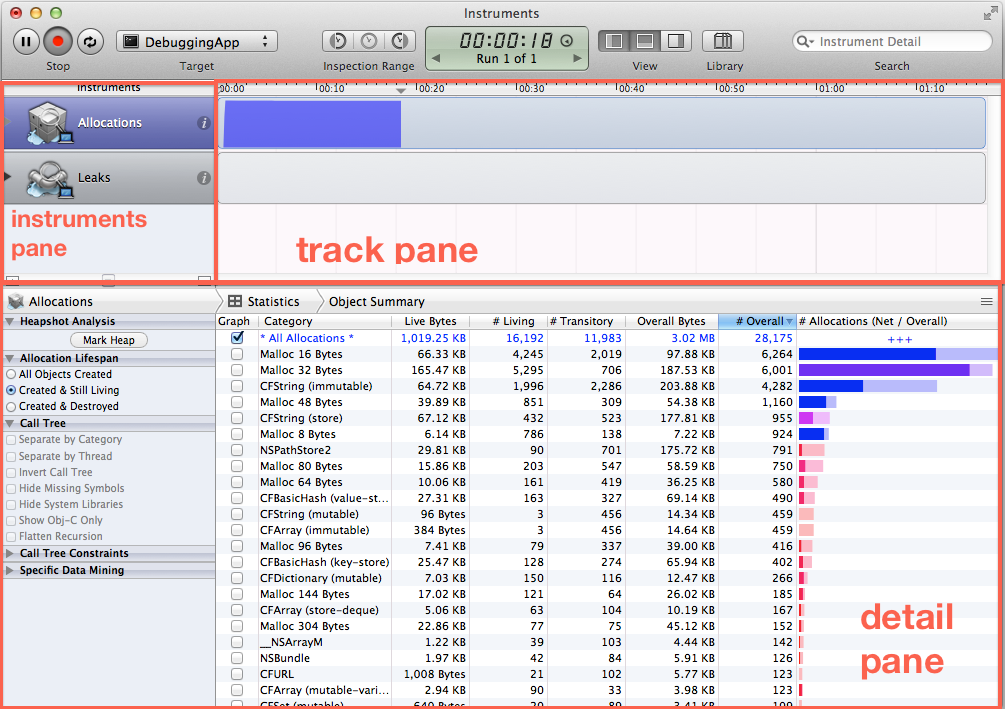 Instruments
DebuggingApp
00:00:18
Run 1 of 1
Instrument Detail
Stop
Target
Inspection Range
View
Library
Search
Instruments
00:00 00:10 00:20 00:30 00:40 00:50 01:00 01:10
Allocations
Leaks
instruments
pane
track pane
Allocations
Statistics
Object Summary
Heapshot Analysis
Mark Heap
Allocation Lifespan
All Objects Created
Created & Still Living
Created & Destroyed
Call Tree
Separate by Category
Separate by Thread
Invert Call Tree
Hide Missing Symbols
Hide System Libraries
Show Obj-C Only
Flatten Recursion
Call Tree Constraints
Specific Data Mining
Graph Category Live Bytes # Living # Transitory Overall Bytes # Overall # Allocations (Net / Overall)
* All Allocations * 1,019.25 KB 16,192 11,983 3.02 MB 28,175 +++
Malloc 16 Bytes 66.33 KB 4,245 2,019 97.88 KB 6,264
Malloc 32 Bytes 165.47 KB 5,295 706 187.53 KB 6,001
CFString (immutable) 64.72 KB 1,996 2,286 203.88 KB 4,282
Malloc 48 Bytes 39.89 KB 851 309 54.38 KB 1,160
CFString (store) 67.12 KB 432 523 177.81 KB 955
Malloc 8 Bytes 6.14 KB 786 138 7.22 KB 924
NSPathStore2 29.81 KB 90 701 175.72 KB 791
Malloc 80 Bytes 15.86 KB 203 547 58.59 KB 750
Malloc 64 Bytes 10.06 KB 161 419 36.25 KB 580
CFBasicHash (value-st... 27.31 KB 163 327 69.14 KB 490
CFString (mutable) 96 Bytes 3 456 14.34 KB 459
CFArray (immutable) 384 Bytes 3 456 14.64 KB 459
Malloc 96 Bytes 7.41 KB 79 337 39.00 KB 416
CFBasicHash (key-store) 25.47 KB 128 274 65.94 KB 402
CFDictionary (mutable) 7.03 KB 150 116 12.47 KB 266
Malloc 144 Bytes 17.02 KB 121 64 26.02 KB 185
CFArray (store-deque) 5.06 KB 63 104 10.19 KB 167
Malloc 304 Bytes 22.86 KB 77 75 45.12 KB 152
__NSArrayM 1.22 KB 39 103 4.44 KB 142
NSBundle 1.97 KB 42 84 5.91 KB 126
CFURL 1,008 Bytes 21 102 5.77 KB 123
CFArray (mutable-vari... 2.94 KB 90 33 3.98 KB 123
CFSet (mutable) 640 Bytes 20 89 3.41 KB 109
detail
pane